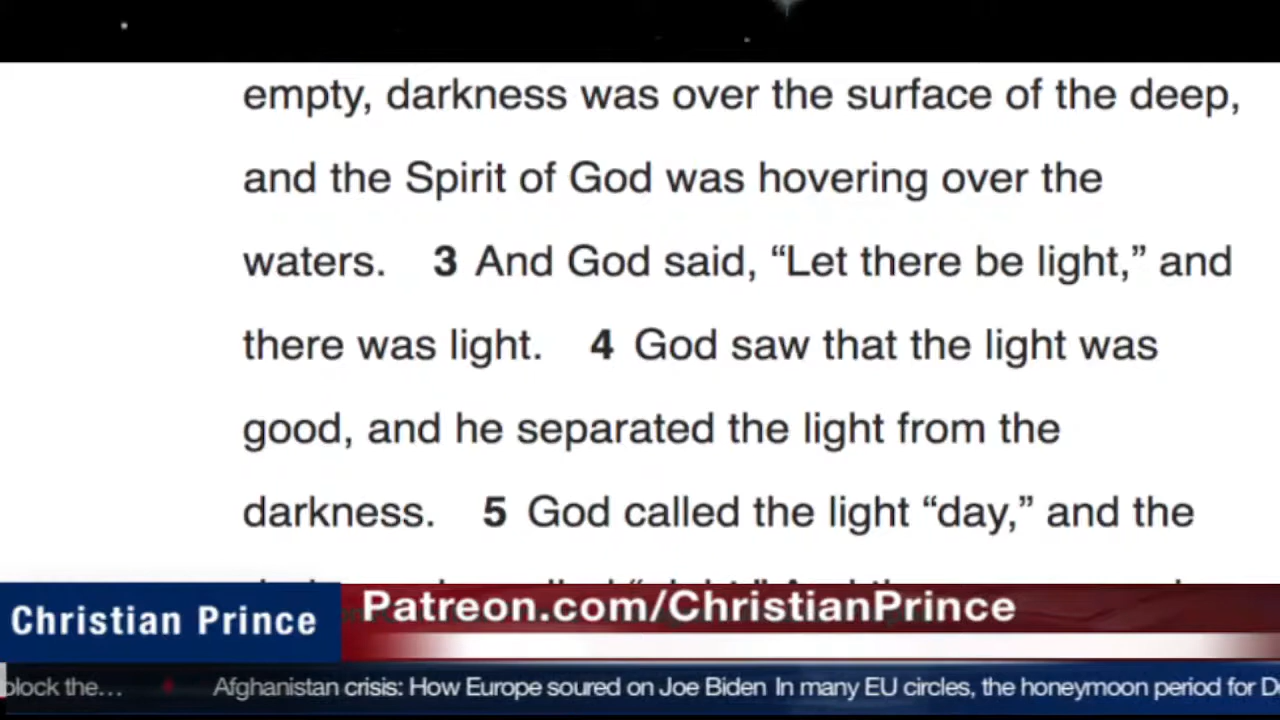 empty, darkness was over the surface of the deep,
and the Spirit of God was hovering over the
waters. 3 And God said, “Let there be light,” and
there was light. 4 God saw that the light was
good, and he separated the light from the
darkness. 5 God called the light “day,” and the
Christian Prince
Patreon.com/ChristianPrince
block the... Afghanistan crisis: How Europe soured on Joe Biden In many EU circles, the honeymoon period for